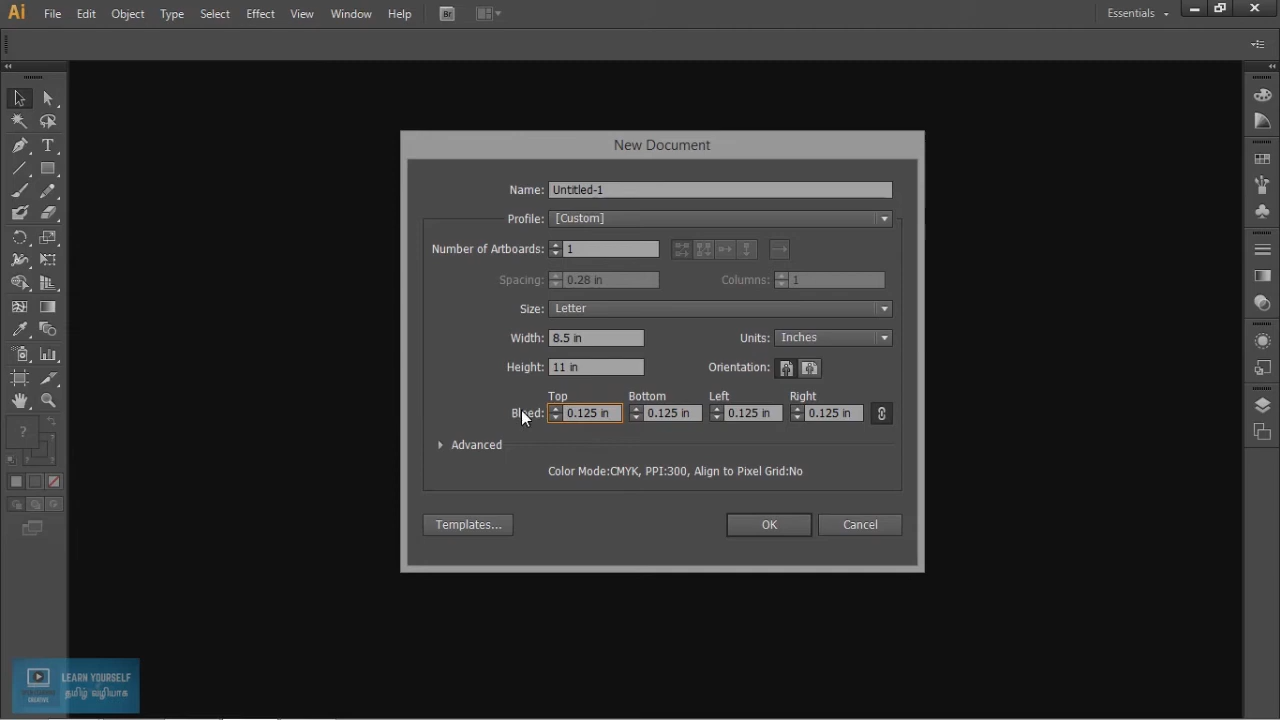 Ai File Edit Object Type Select Effect View Window Help Br Essentials
New Document
Name: Untitled-1
Profile: [Custom]
Number of Artboards: 1
Spacing: 0.28 in Columns: 1
Size: Letter
Width: 8.5 in Units: Inches
Height: 11 in Orientation:
Top Bottom Left Right
Bleed: 0.125 in 0.125 in 0.125 in 0.125 in
Advanced
Color Mode:CMYK, PPI:300, Align to Pixel Grid:No
Templates... OK Cancel
?
LEARN YOURSELF
தமிழ் வழியாக
CREATIVE